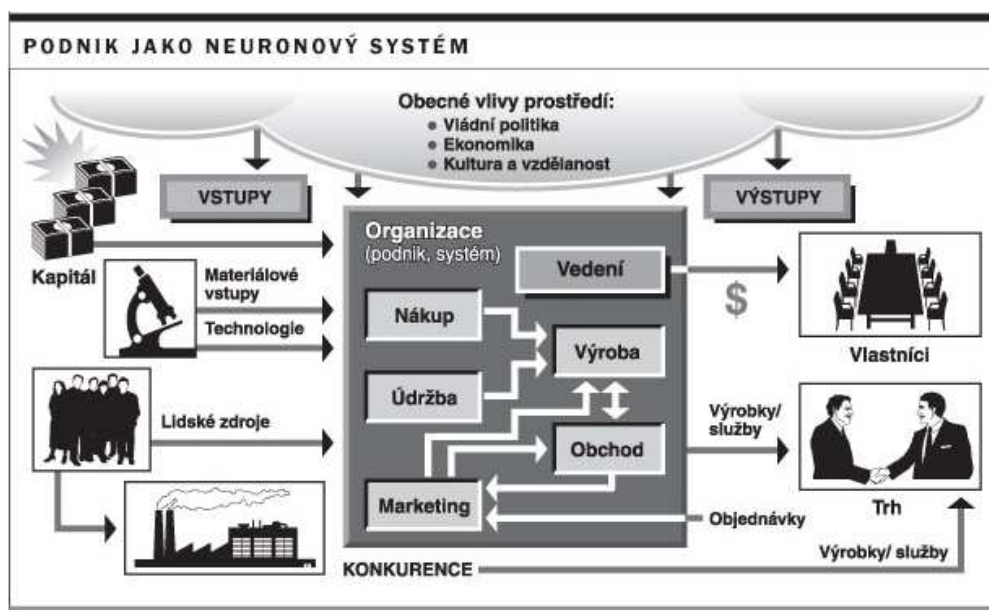 PODNIK JAKO NEURONOVÝ SYSTÉM
Obecné vlivy prostředí:
• Vládní politika
• Ekonomika
• Kultura a vzdělanost
VSTUPY
VÝSTUPY
Kapitál
Materiálové
vstupy
Technologie
Lidské zdroje
Organizace
(podnik, systém)
Vedení
Nákup
Výroba
Údržba
Obchod
Marketing
$
Vlastníci
Výrobky/
služby
Trh
Objednávky
KONKURENCE
Výrobky/ služby